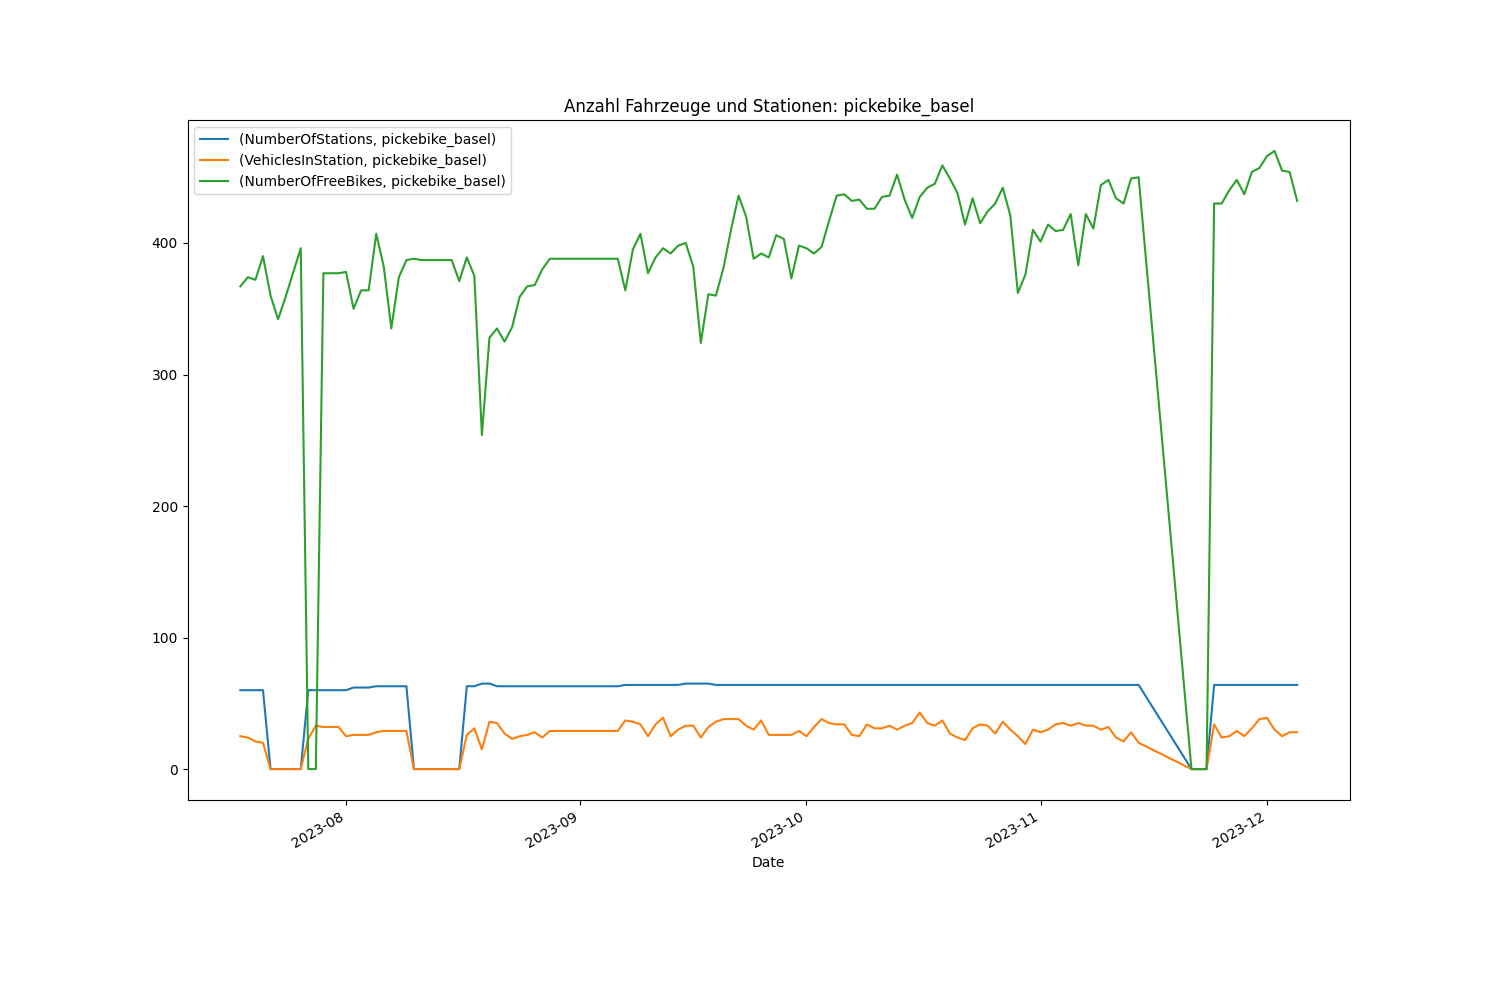 Anzahl Fahrzeuge und Stationen: pickebike_basel
(NumberOfStations, pickebike_basel)
(VehiclesInStation, pickebike_basel)
(NumberOfFreeBikes, pickebike_basel)
400
300
200
100
0
2023-08
2023-09
2023-10
2023-11
2023-12
Date